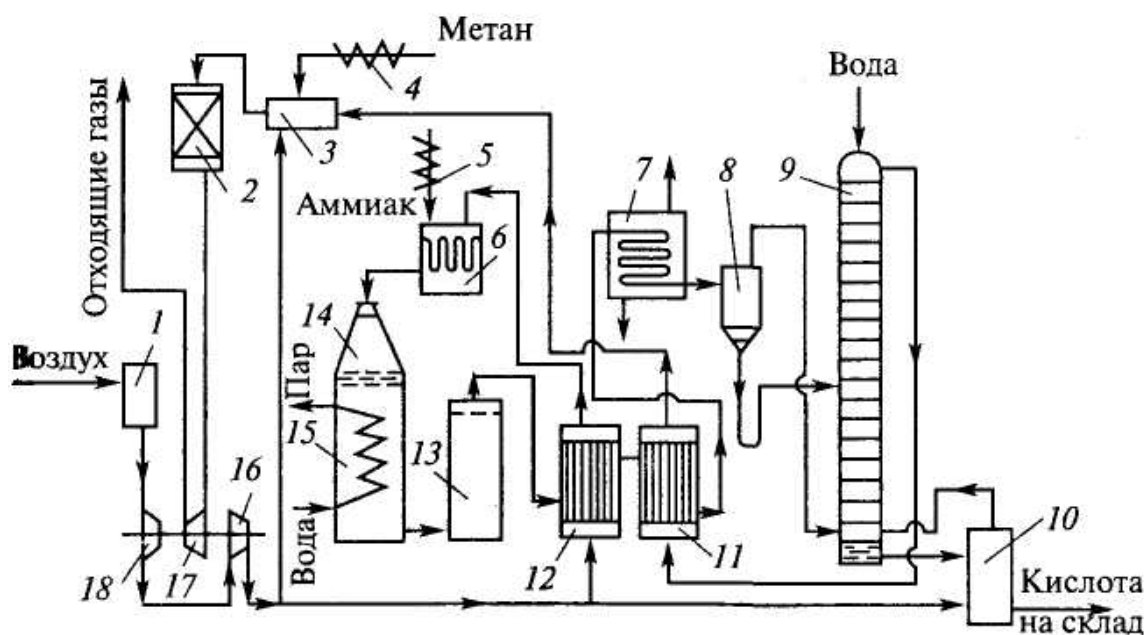 Метан
Вода
4
3
2
5
Аммиак
6
7
8
9
Отходящие газы
1
Воздух
14
Пар
15
13
Вода
16
18
17
12
11
10
Кислота
на склад